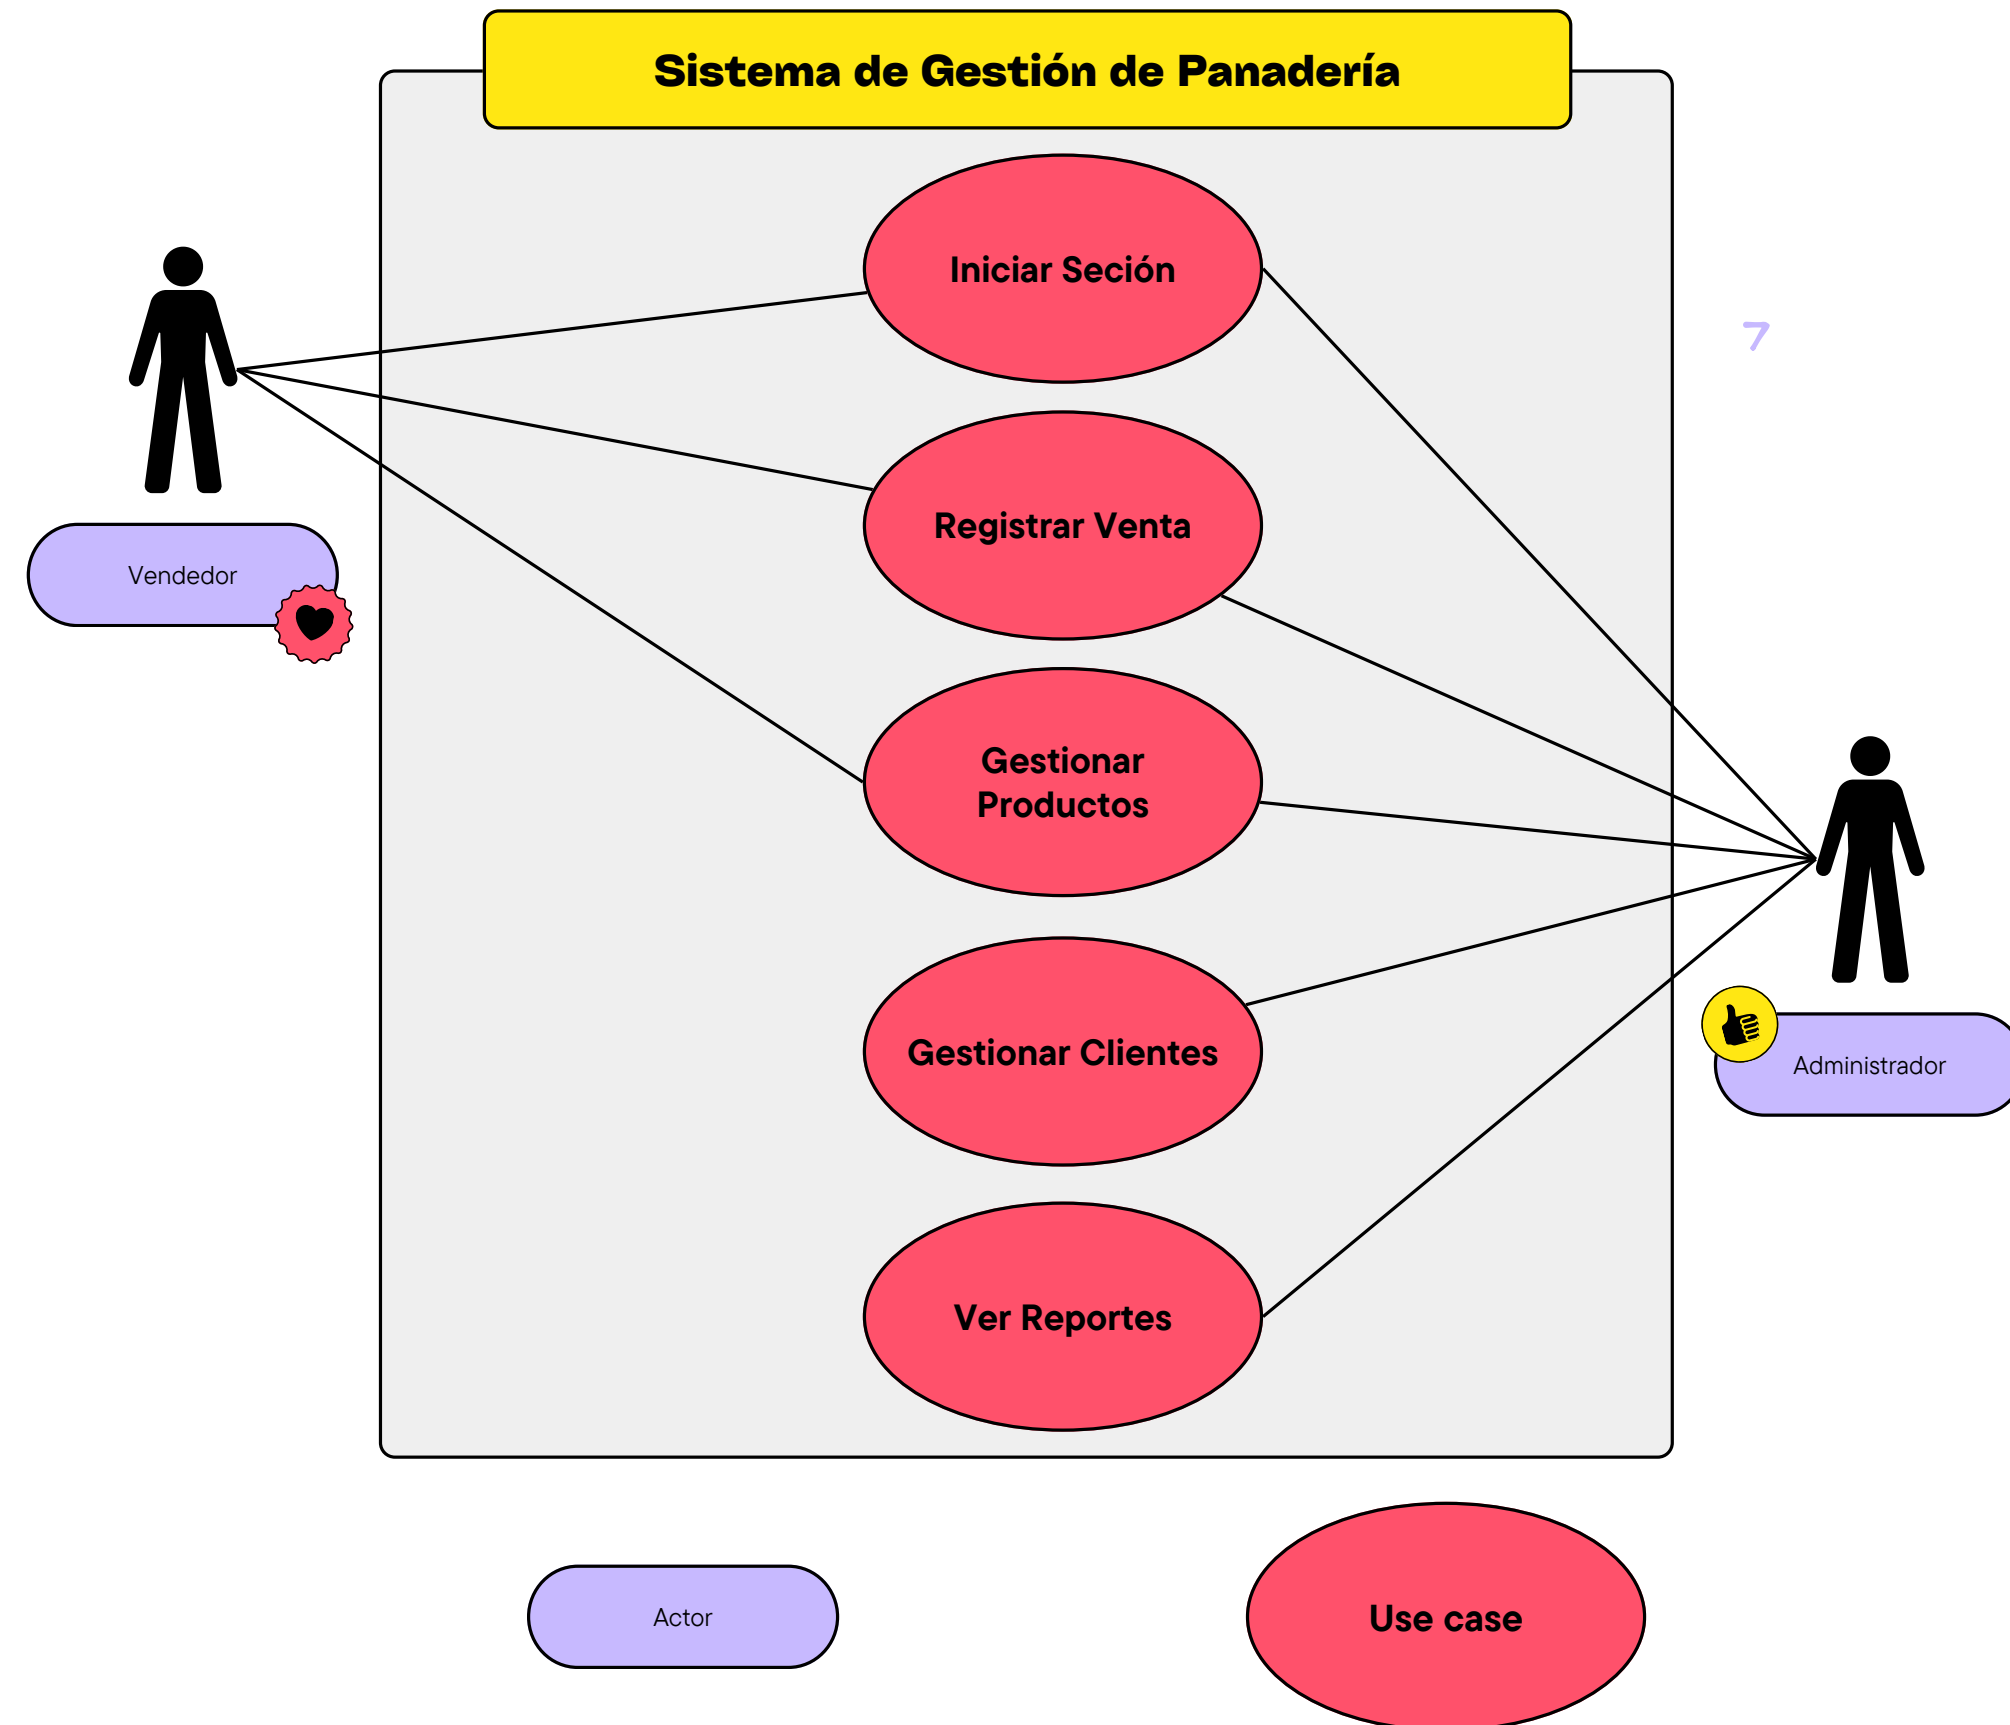 Sistema de Gestión de Panadería
Iniciar Seción
Registrar Venta
Vendedor
Gestionar
Productos
Gestionar Clientes
Administrador
Ver Reportes
Actor
Use case